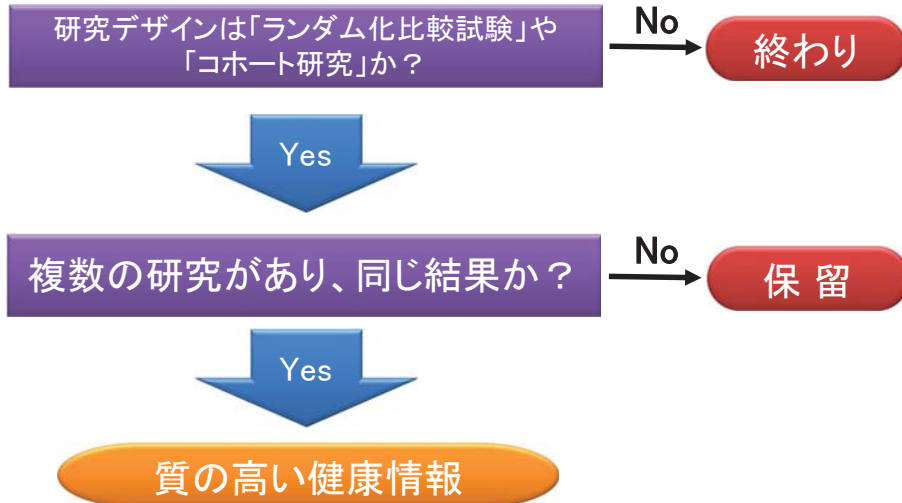 研究デザインは「ランダム化比較試験」や
「コホート研究」か？
No
終わり
Yes
複数の研究があり、同じ結果か？
No
保 留
Yes
質の高い健康情報